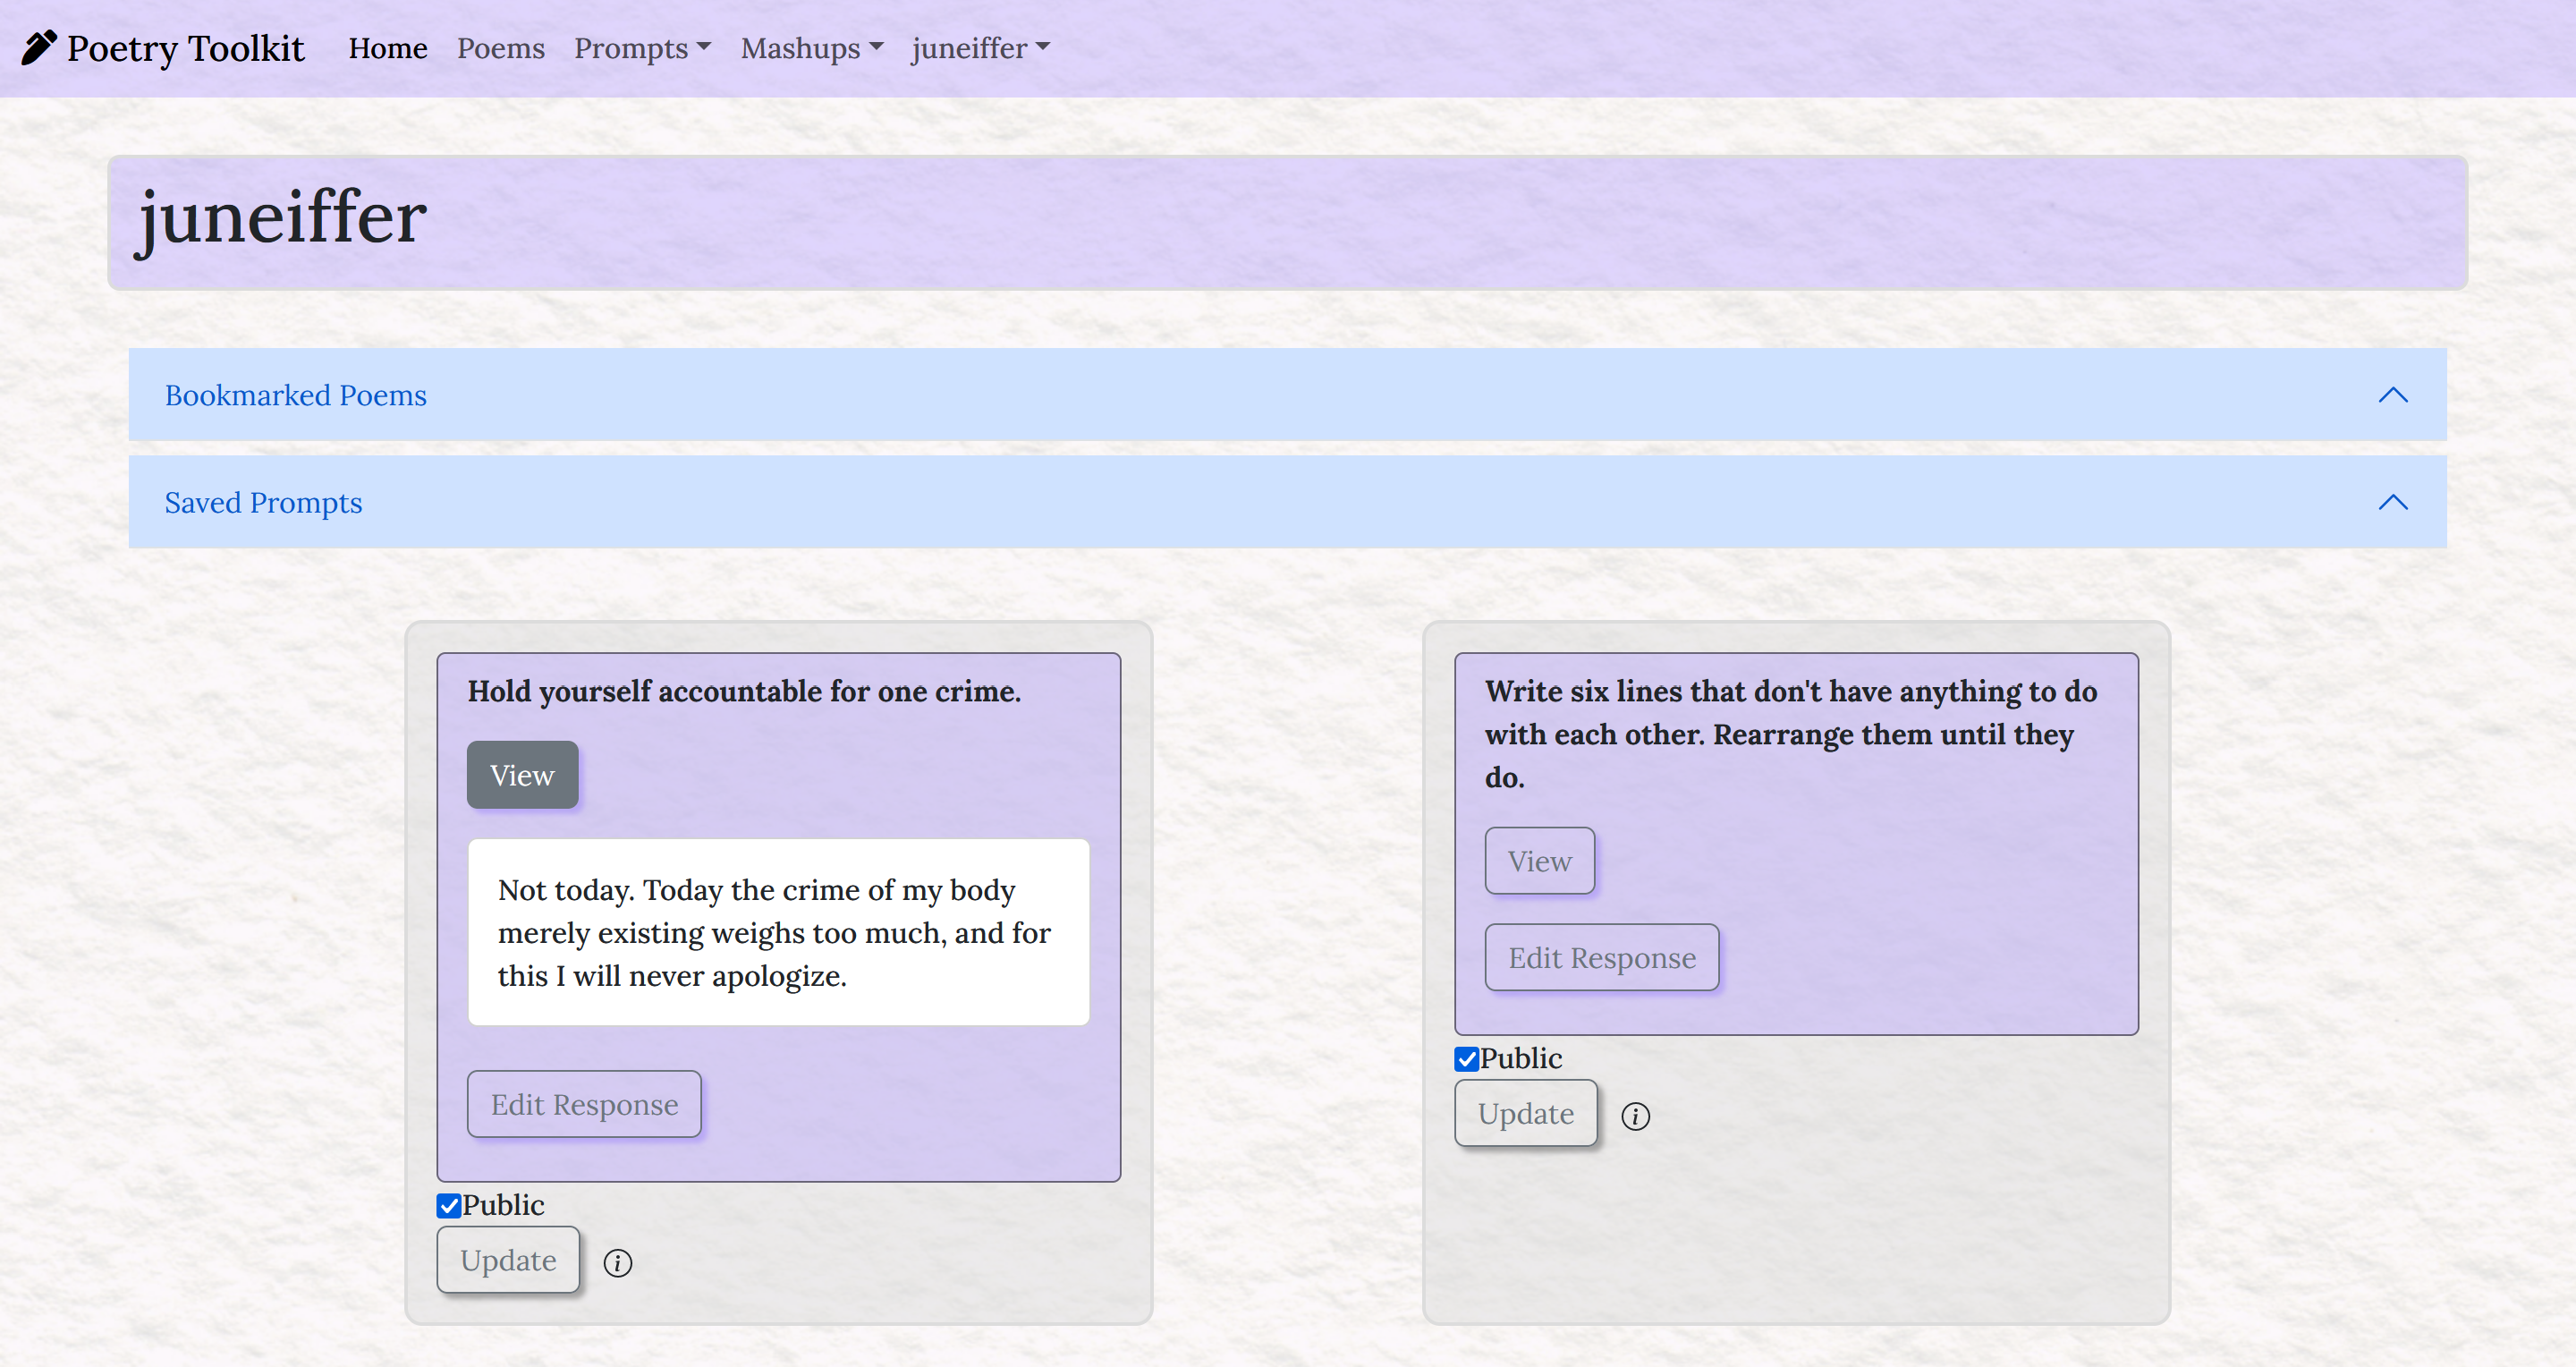 Poetry Toolkit Home Poems Prompts Mashups juneiffer
juneiffer
Bookmarked Poems
Saved Prompts
Hold yourself accountable for one crime.
View
Not today. Today the crime of my body
merely existing weighs too much, and for
this I will never apologize.
Edit Response
Public
Update
Write six lines that don't have anything to do
with each other. Rearrange them until they
do.
View
Edit Response
Public
Update